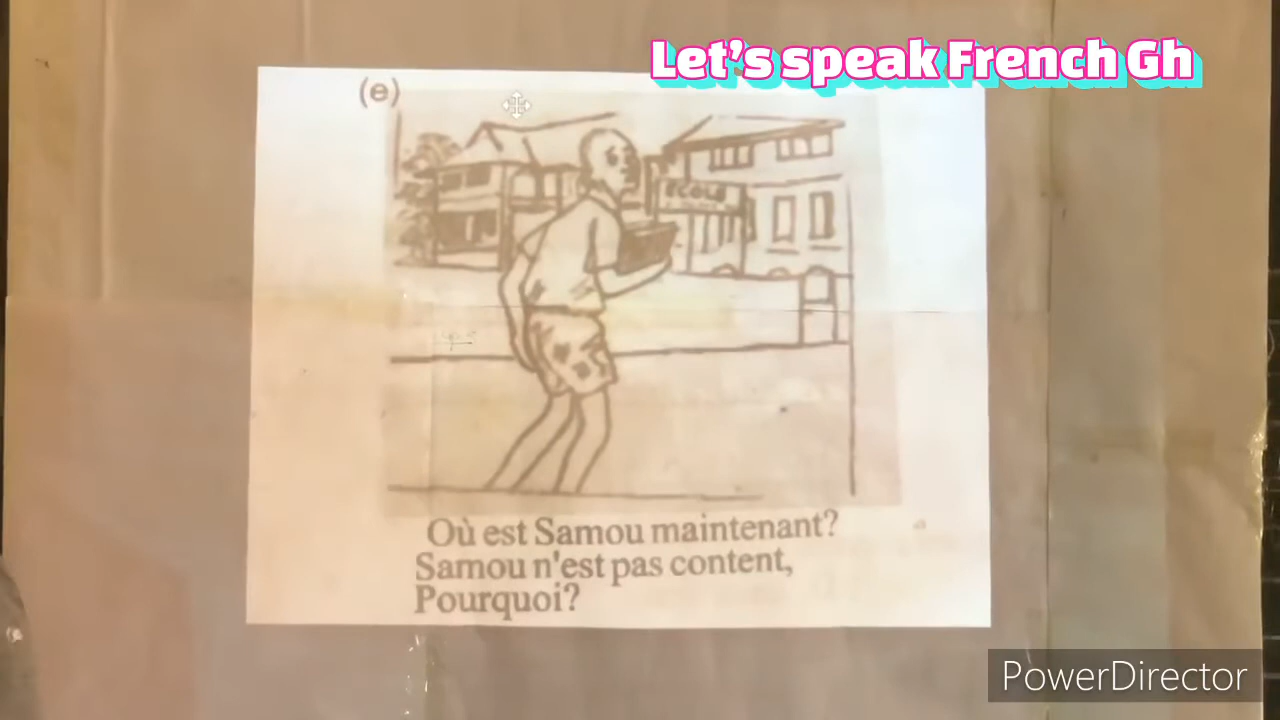 Let's speak French Gh
(e)
ECOLE
Où est Samou maintenant?
Samou n'est pas content,
Pourquoi?
PowerDirector